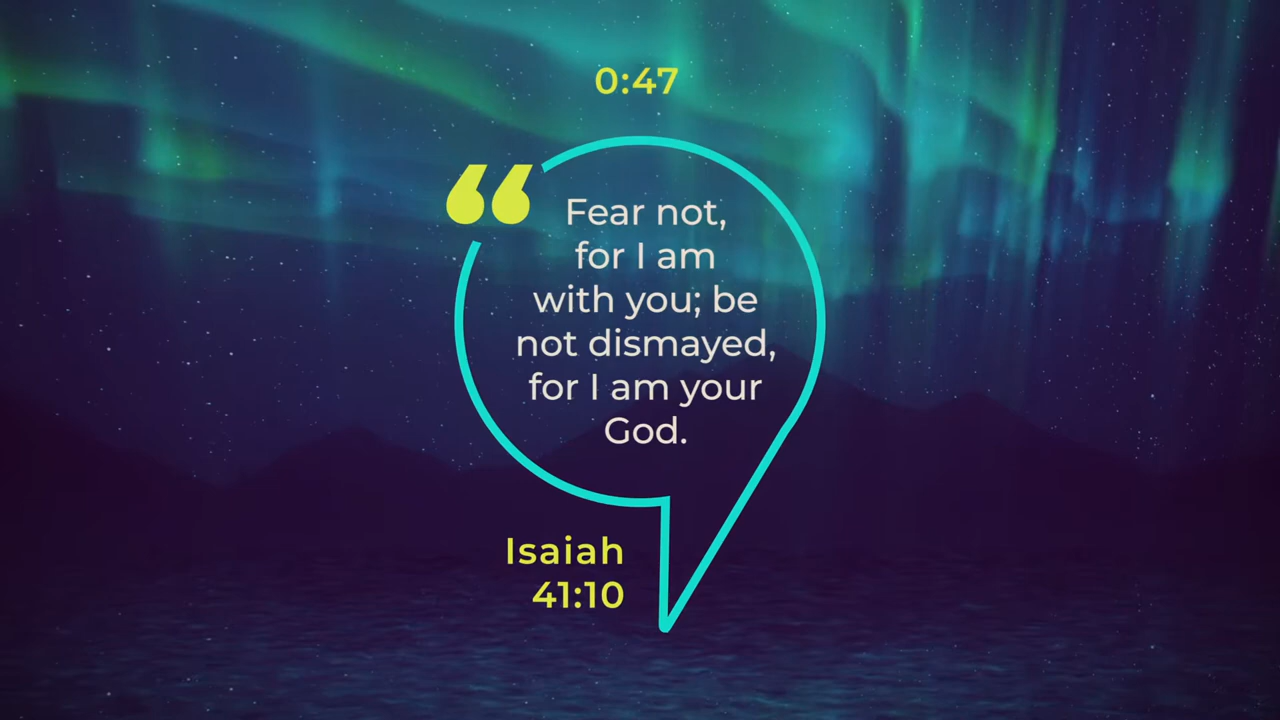 0:47
“
Fear not,
for I am
with you; be
not dismayed,
for I am your
God.
Isaiah
41:10